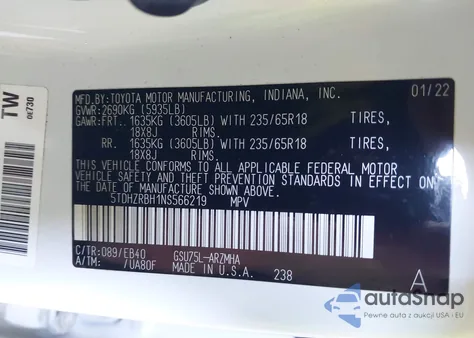 MFD.BY:TOYOTA MOTOR MANUFACTURING, INDIANA, INC. 01/22
GVWR:2690KG (5935LB)
GAWR:FRT. 1635KG (3605LB) WITH 235/65R18 TIRES,
18X8J RIMS.
RR. 1635KG (3605LB) WITH 235/65R18 TIRES,
18X8J RIMS.
THIS VEHICLE CONFORMS TO ALL APPLICABLE FEDERAL MOTOR
VEHICLE SAFETY AND THEFT PREVENTION STANDARDS IN EFFECT
ON THE DATE OF MANUFACTURE SHOWN ABOVE.
5TDHZRBH1NS566219 MPV
C/TR:089/EB40 GSU75L-ARZMHA
A/TM: /UA80F MADE IN U.S.A. 238 A
TW
autasnap
Pewne auta z aukcji USA - EU